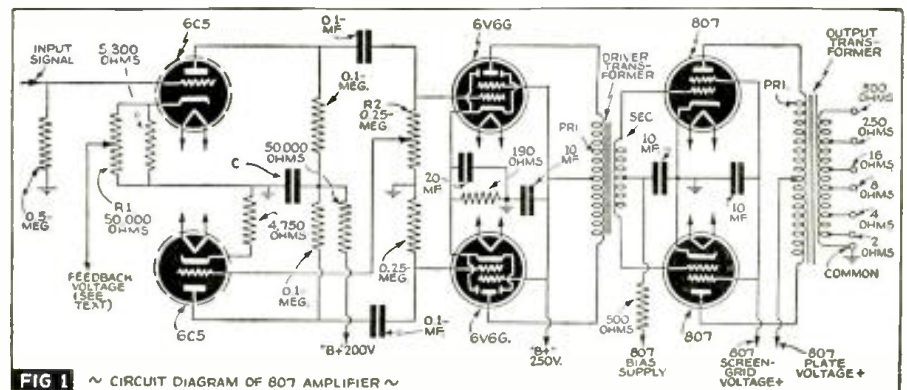 6C5
INPUT
SIGNAL
5,300
OHMS
0.1-
MF.
6V6G
807
OUTPUT
TRANS-
FORMER
DRIVER
TRANS-
FORMER
0.1-
MEG.
R2
0.25-
MEG.
PRI.
SEC.
10
MF.
PRI.
500
OHMS
250
OHMS
16
OHMS
8
OHMS
4
OHMS
2
OHMS
COMMON
50,000
OHMS
C
20
MF.
190
OHMS
10
MF.
10
MF.
0.5-
MEG.
R1
50,000
OHMS
4,750
OHMS
0.1-
MEG.
0.25-
MEG.
500
OHMS
FEEDBACK
VOLTAGE
(SEE
TEXT)
6C5
0.1-
MF.
"B+"200V.
6V6G.
"B+"
250V.
807
BIAS
SUPPLY
807
807
SCREEN-
GRID
VOLTAGE+
807
PLATE
VOLTAGE+
FIG 1 ~ CIRCUIT DIAGRAM OF 807 AMPLIFIER ~